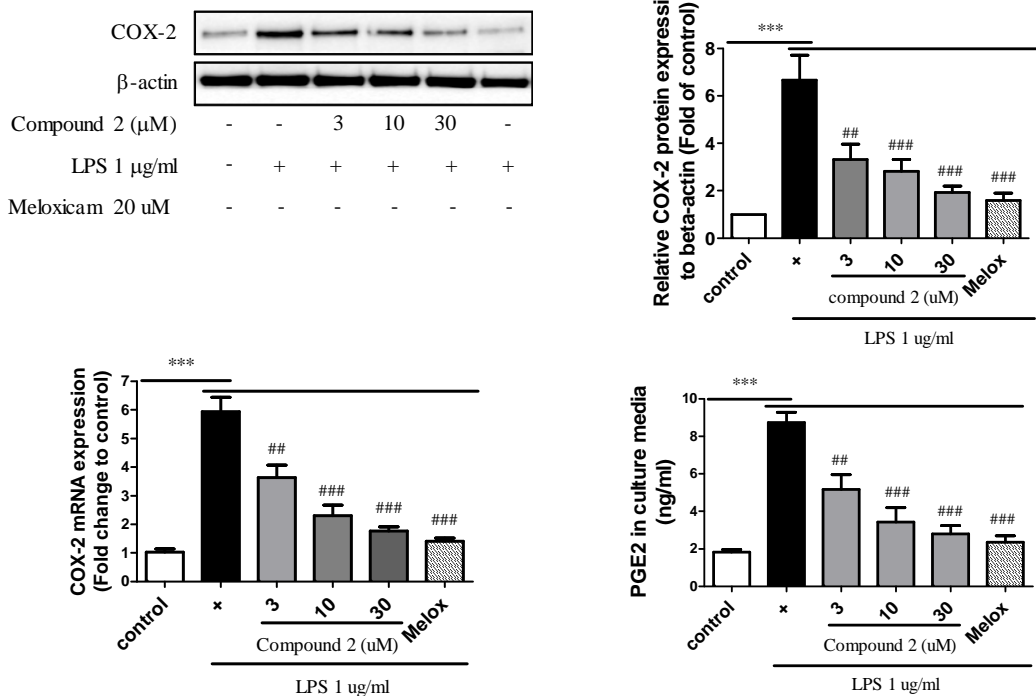 COX-2
β-actin
Compound 2 (μM) - - 3 10 30 -
LPS 1 μg/ml - + + + + +
Meloxicam 20 uM - - - - - -
Relative COX-2 protein expression
to beta-actin (Fold of control)
8
6
4
2
0
***
##
###
###
###
control
+
3
10
30
Melox
compound 2 (uM)
LPS 1 ug/ml
COX-2 mRNA expression
(Fold change to control)
7
6
5
4
3
2
1
0
***
##
###
###
###
control
+
3
10
30
Melox
Compound 2 (uM)
LPS 1 ug/ml
PGE2 in culture media
(ng/ml)
10
8
6
4
2
0
***
##
###
###
###
control
+
3
10
30
Melox
Compound 2 (uM)
LPS 1 ug/ml